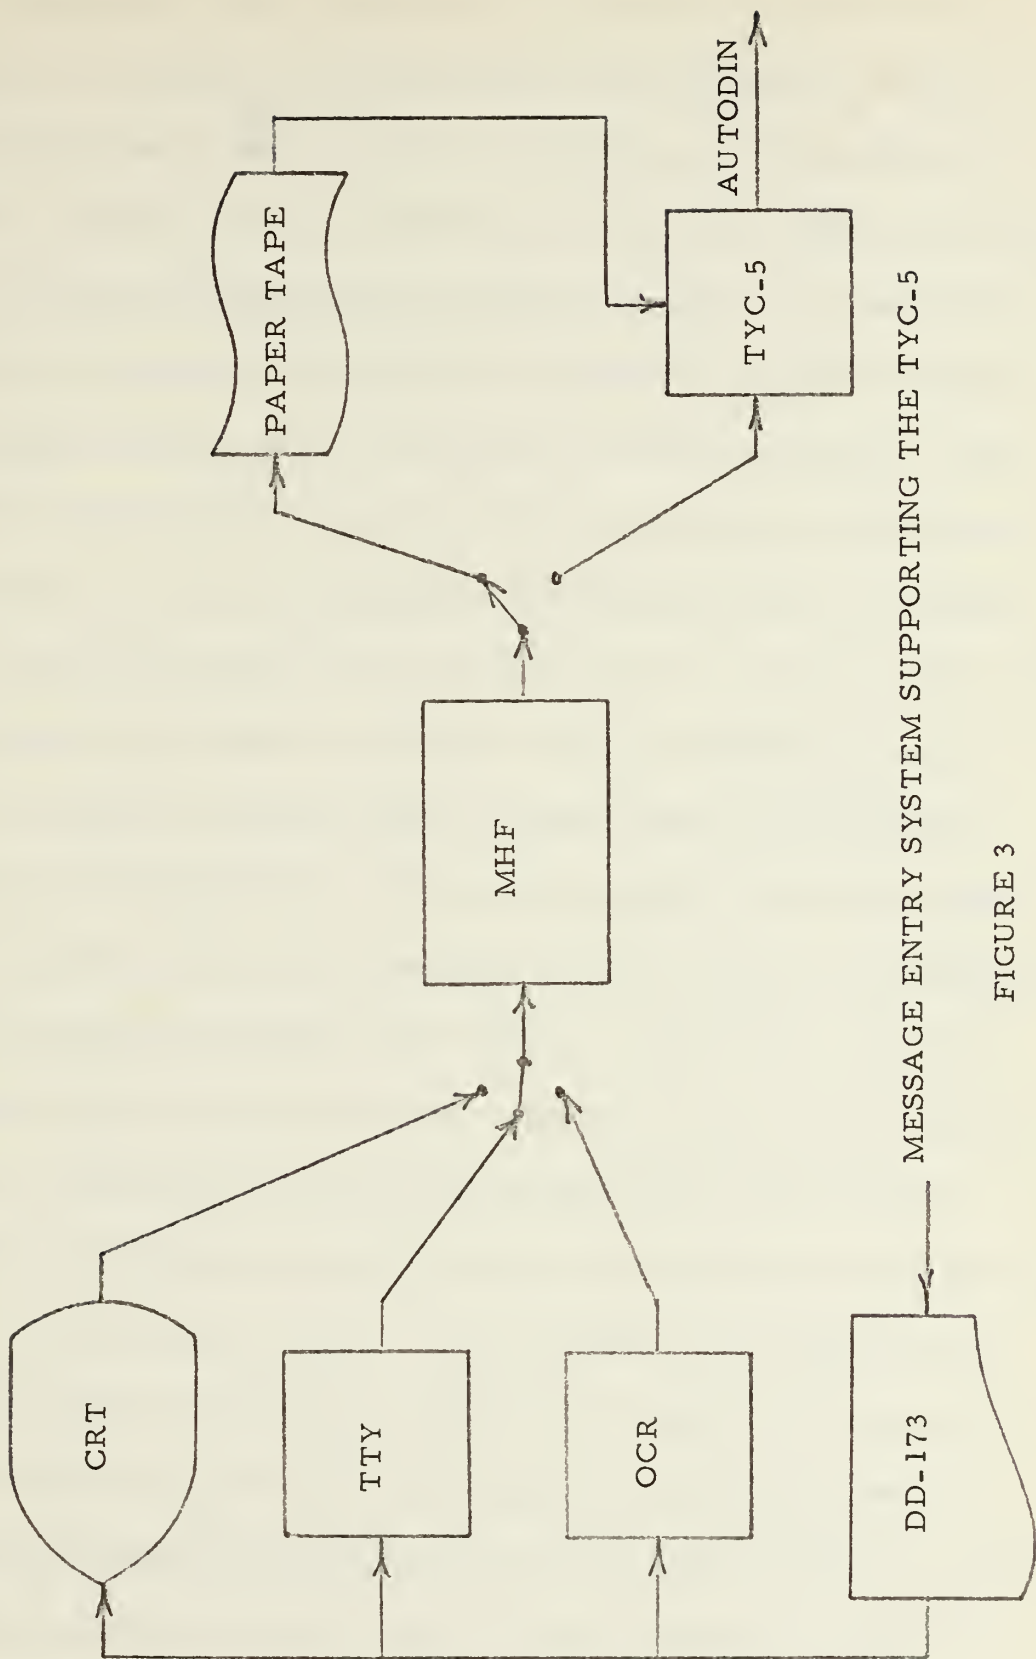 CRT
TTY
OCR
DD-173
MHF
PAPER TAPE
TYC-5
AUTODIN
MESSAGE ENTRY SYSTEM SUPPORTING THE TYC-5
FIGURE 3